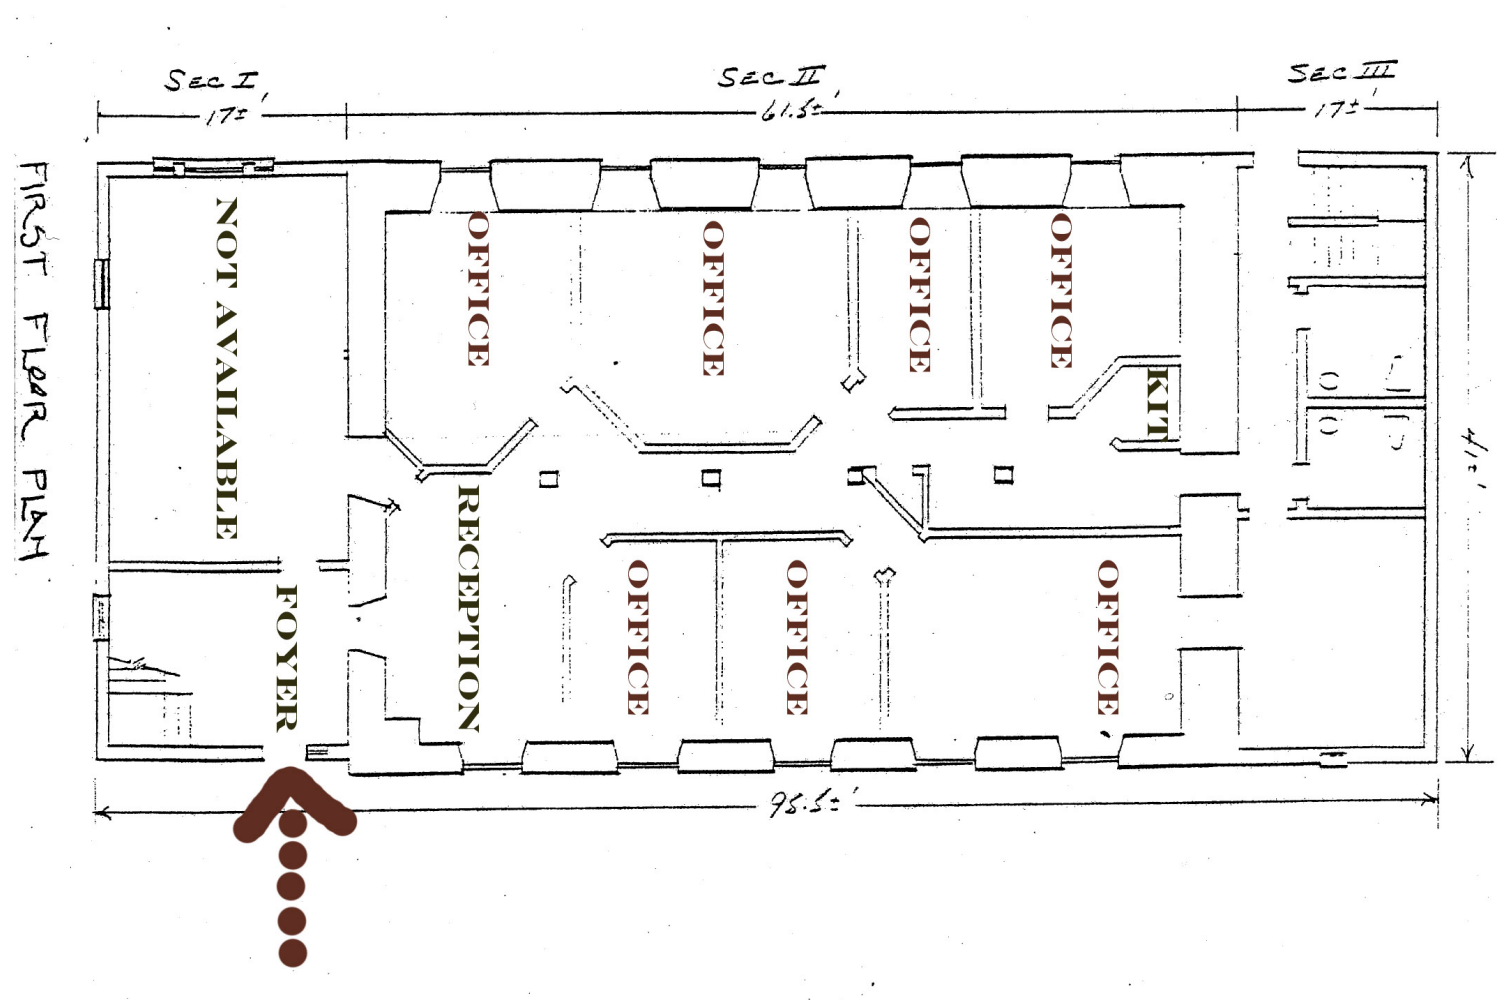 SEC I
SEC II
SEC III
17±'
61.5±'
17±'
FIRST FLOOR PLAN
NOT AVAILABLE
OFFICE
OFFICE
OFFICE
OFFICE
KIT
RECEPTION
FOYER
OFFICE
OFFICE
OFFICE
95.5±'